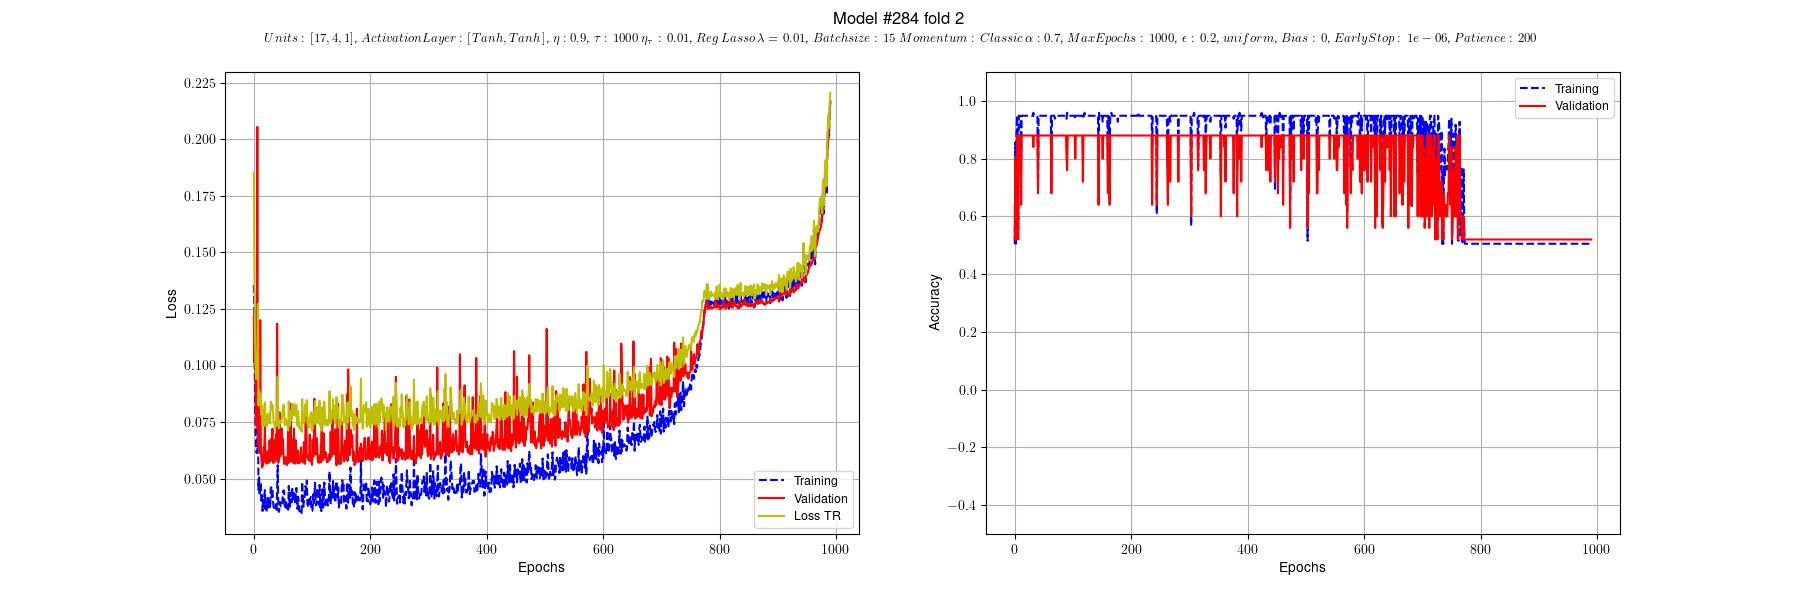 Model #284 fold 2
Units : [17, 4, 1], ActivationLayer : [Tanh, Tanh], η : 0.9, τ : 1000 ητ : 0.01, Reg Lasso λ = 0.01, Batchsize : 15 Momentum : Classic α : 0.7, MaxEpochs : 1000, ϵ : 0.2, uniform, Bias : 0, EarlyStop : 1e − 06, Patience : 200
0.225
0.200
0.175
0.150
0.125
0.100
0.075
0.050
Loss
0 200 400 600 800 1000
Epochs
Training
Validation
Loss TR
1.0
0.8
0.6
0.4
0.2
0.0
−0.2
−0.4
Accuracy
0 200 400 600 800 1000
Epochs
Training
Validation